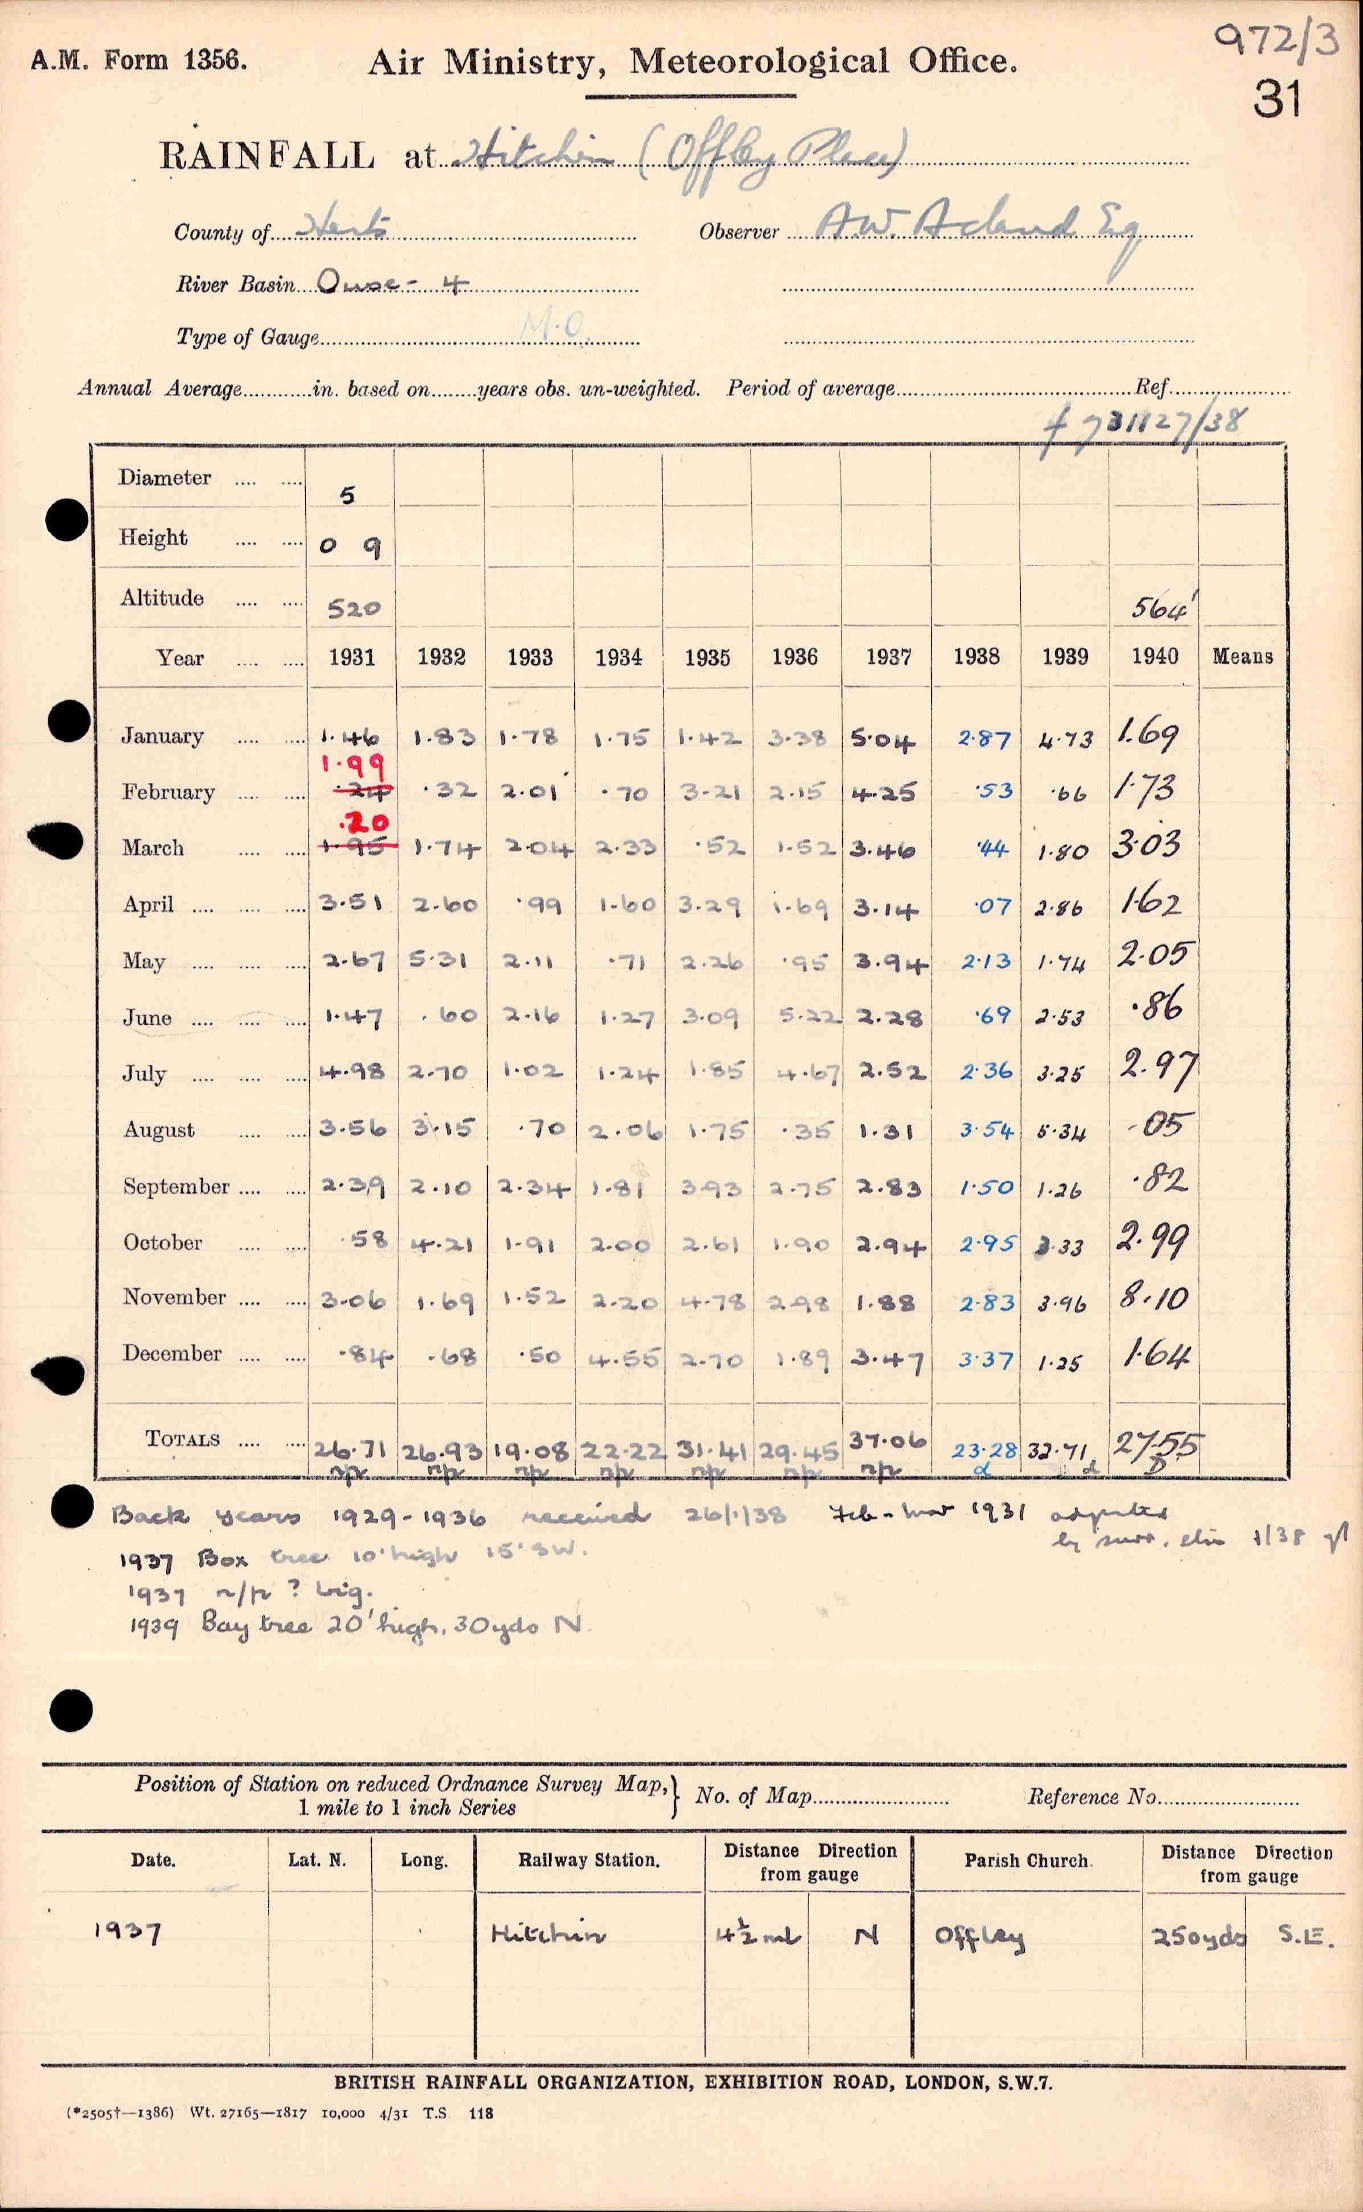 972/3
A.M. Form 1356. Air Ministry, Meteorological Office.
31
RAINFALL at Hitchin (Offley Place)
County of Herts Observer A.W. Acland Esq
River Basin Ouse - 4
Type of Gauge M.O.
Annual Average in. based on years obs. un-weighted. Period of average Ref.
f 731127/38
Diameter 5
Height 0 9
Altitude 520 564'
Year 1931 1932 1933 1934 1935 1936 1937 1938 1939 1940 Means
January 1.46 1.83 1.78 1.75 1.42 3.38 5.04 2.87 4.73 1.69
1.99
February .24 .32 2.01 .70 3.21 2.15 4.25 .53 .66 1.73
.20
March 1.95 1.74 2.04 2.33 .52 1.52 3.46 .44 1.80 3.03
April 3.51 2.60 .99 1.60 3.29 1.69 3.14 .07 2.86 1.62
May 2.67 5.31 2.11 .71 2.26 .95 3.94 2.13 1.74 2.05
June 1.47 .60 2.16 1.27 3.09 5.22 2.28 .69 2.53 .86
July 4.98 2.70 1.02 1.24 1.85 4.67 2.52 2.36 3.25 2.97
August 3.56 3.15 .70 2.06 1.75 .35 1.31 3.54 5.34 .05
September 2.39 2.10 2.34 1.81 3.93 2.75 2.83 1.50 1.26 .82
October .58 4.21 1.91 2.00 2.61 1.90 2.94 2.95 3.33 2.99
November 3.06 1.69 1.52 2.20 4.78 2.98 1.88 2.83 3.96 8.10
December .84 .68 .50 4.55 2.70 1.89 3.47 3.37 1.25 1.64
TOTALS 26.71 26.93 19.08 22.22 31.41 29.45 37.06 23.28 32.71 27.55
n/p n/p n/p n/p n/p n/p n/p d d D
Back years 1929-1936 received 26/1/38 Feb - Mar 1931 adjusted
by surr. 1/38
1937 Box tree 10' high 15' SW.
1937 n/p ? big.
1939 Bay tree 20' high, 30yds N
Position of Station on reduced Ordnance Survey Map, 1 mile to 1 inch Series } No. of Map Reference No.
Date. Lat. N. Long. Railway Station. Distance Direction from gauge Parish Church. Distance Direction from gauge
1937 Hitchin 4½ ml N Offley 250yds S.E.
BRITISH RAINFALL ORGANIZATION, EXHIBITION ROAD, LONDON, S.W.7.
(*2505†—1386) Wt. 27165—1817 10,000 4/31 T.S. 118